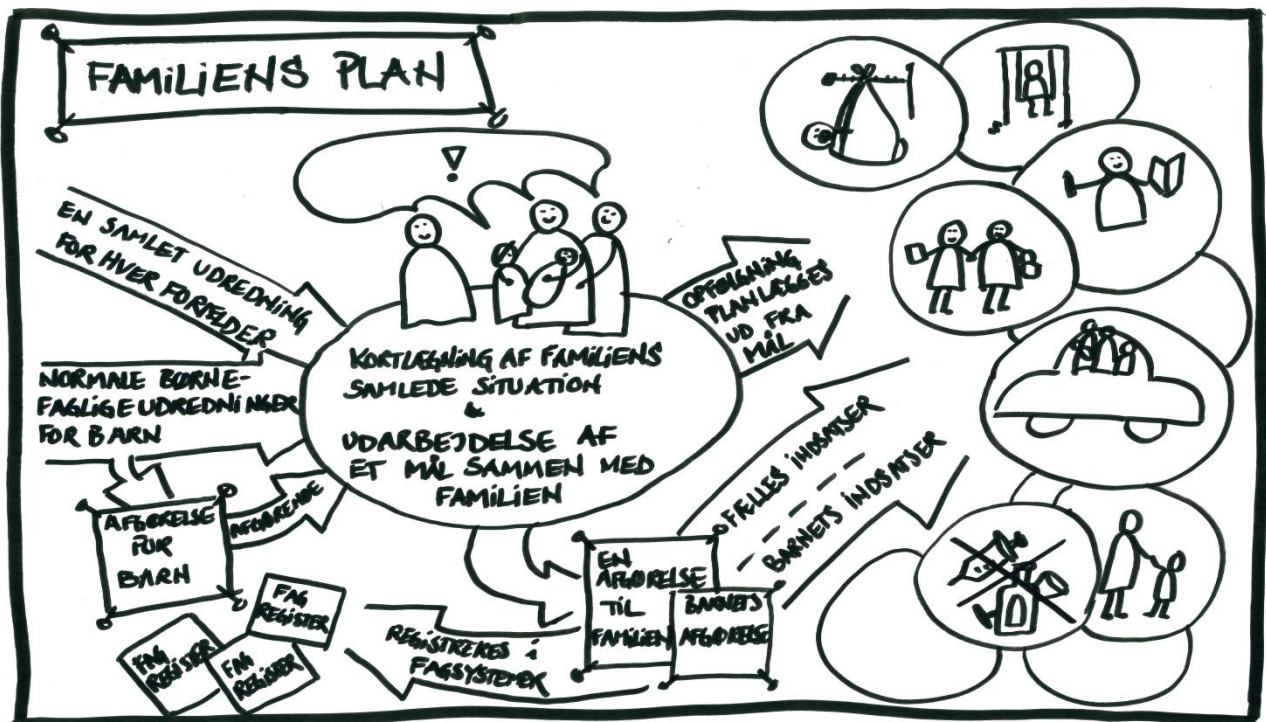 FAMILIENS PLAN
!
EN SAMLET UDREDNING
FOR HVER FORÆLDER
NORMALE BØRNE-
FAGLIGE UDREDNINGER
FOR BARN
AFGØRELSE
FOR
BARN
AFGØRENDE
KORTLÆGNING AF FAMILIENS
SAMLEDE SITUATION
&
UDARBEJDELSE AF
ET MÅL SAMMEN MED
FAMILIEN
OPFØLGNING
PLANLÆGGES
UD FRA
MÅL
FÆLLES INDSATSER
BARNETS INDSATSER
EN
AFGØRELSE
TIL
FAMILIEN
BARNETS
AFGØRELSE
REGISTRERES i
FAGSYSTEMER
FAG
REGISTER
FAG
REGISTER
FAG
REGISTER